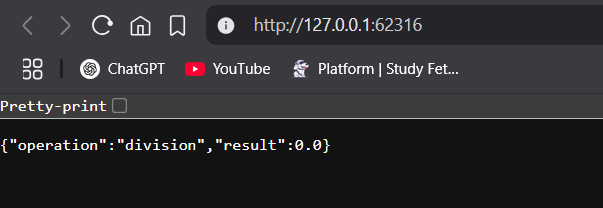 http://127.0.0.1:62316
ChatGPT YouTube Platform | Study Fet...
Pretty-print
{"operation":"division","result":0.0}